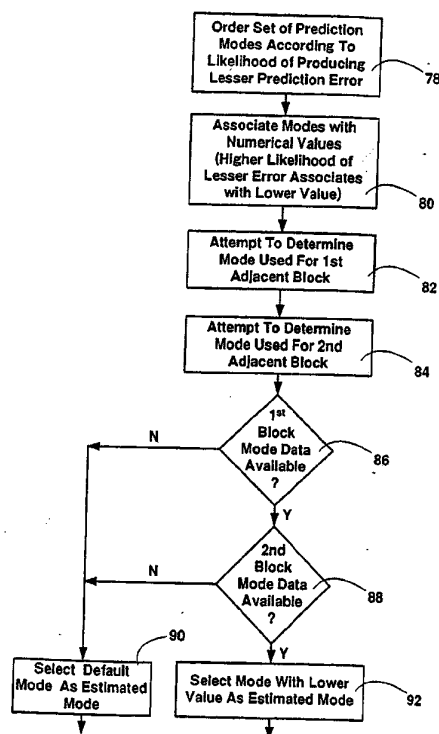 Order Set of Prediction
Modes According To
Likelihood of Producing
Lesser Prediction Error
78
Associate Modes with
Numerical Values
(Higher Likelihood of
Lesser Error Associates
with Lower Value)
80
Attempt To Determine
Mode Used For 1st
Adjacent Block
82
Attempt To Determine
Mode Used For 2nd
Adjacent Block
84
1st
Block
Mode Data
Available
?
86
N
Y
2nd
Block
Mode Data
Available
?
88
N
Y
90
Select Default
Mode As Estimated
Mode
Select Mode With Lower
Value As Estimated Mode
92